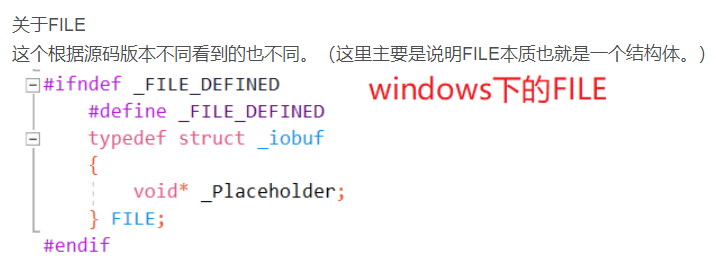 关于FILE
这个根据源码版本不同看到的也不同。（这里主要是说明FILE本质也就是一个结构体。）
#ifndef _FILE_DEFINED
windows下的FILE
#define _FILE_DEFINED
typedef struct _iobuf
{
void* _Placeholder;
} FILE;
#endif